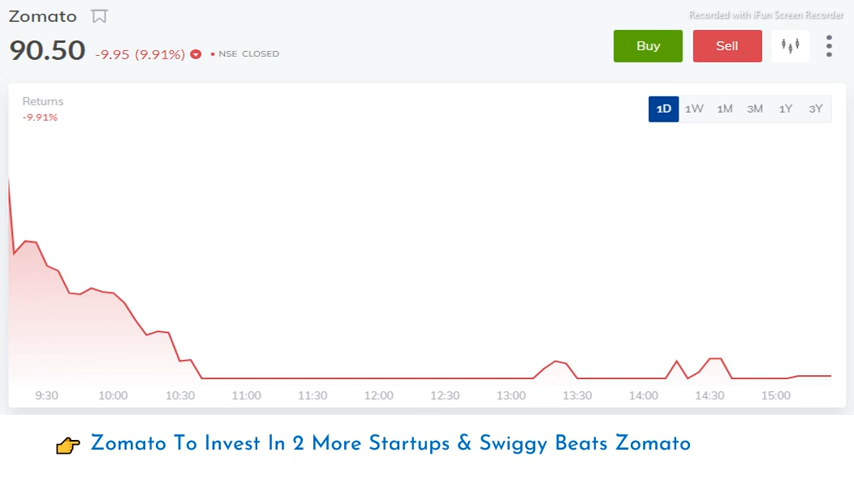 Zomato
Recorded with iFun Screen Recorder
90.50 -9.95 (9.91%) • NSE CLOSED
Buy Sell
Returns
-9.91%
1D 1W 1M 3M 1Y 3Y
9:30 10:00 10:30 11:00 11:30 12:00 12:30 13:00 13:30 14:00 14:30 15:00
Zomato To Invest In 2 More Startups & Swiggy Beats Zomato